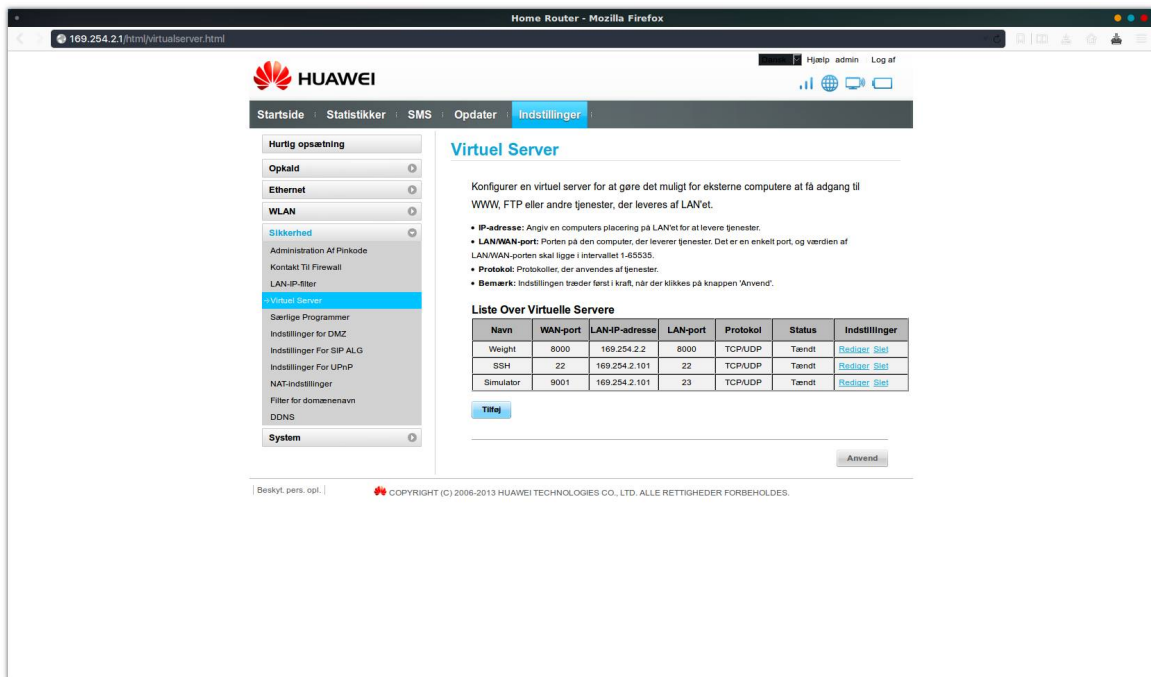 Home Router - Mozilla Firefox
169.254.2.1/html/virtualserver.html
Hjælp admin Log af
HUAWEI
Startside Statistikker SMS Opdater Indstillinger
Hurtig opsætning
Opkald
Ethernet
WLAN
Sikkerhed
Administration Af Pinkode
Kontakt Til Firewall
LAN-IP-filter
→Virtuel Server
Særlige Programmer
Indstillinger for DMZ
Indstillinger For SIP ALG
Indstillinger For UPnP
NAT-indstillinger
Filter for domænenavn
DDNS
System
Virtuel Server
Konfigurer en virtuel server for at gøre det muligt for eksterne computere at få adgang til
WWW, FTP eller andre tjenester, der leveres af LAN'et.
• IP-adresse: Angiv en computers placering på LAN'et for at levere tjenester.
• LAN/WAN-port: Porten på den computer, der leverer tjenester. Det er en enkelt port, og værdien af
LAN/WAN-porten skal ligge i intervallet 1-65535.
• Protokol: Protokoller, der anvendes af tjenester.
• Bemærk: Indstillingen træder først i kraft, når der klikkes på knappen 'Anvend'.
Liste Over Virtuelle Servere
Navn WAN-port LAN-IP-adresse LAN-port Protokol Status Indstillinger
Weight 8000 169.254.2.2 8000 TCP/UDP Tændt Rediger Slet
SSH 22 169.254.2.101 22 TCP/UDP Tændt Rediger Slet
Simulator 9001 169.254.2.101 23 TCP/UDP Tændt Rediger Slet
Tilføj
Anvend
Beskyt. pers. opl.
COPYRIGHT (C) 2006-2013 HUAWEI TECHNOLOGIES CO., LTD. ALLE RETTIGHEDER FORBEHOLDES.